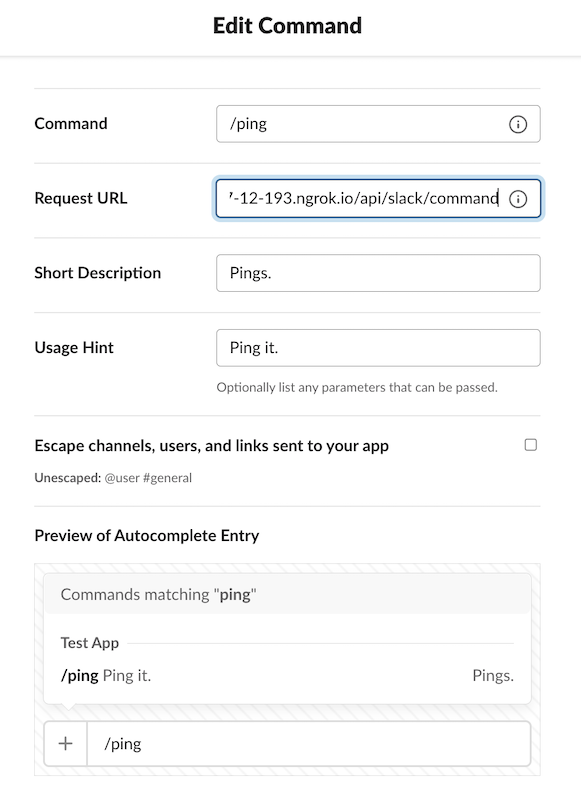 Edit Command
Command
/ping
Request URL
-12-193.ngrok.io/api/slack/command
Short Description
Pings.
Usage Hint
Ping it.
Optionally list any parameters that can be passed.
Escape channels, users, and links sent to your app
Unescaped: @user #general
Preview of Autocomplete Entry
Commands matching "ping"
Test App
/ping Ping it. Pings.
+ /ping